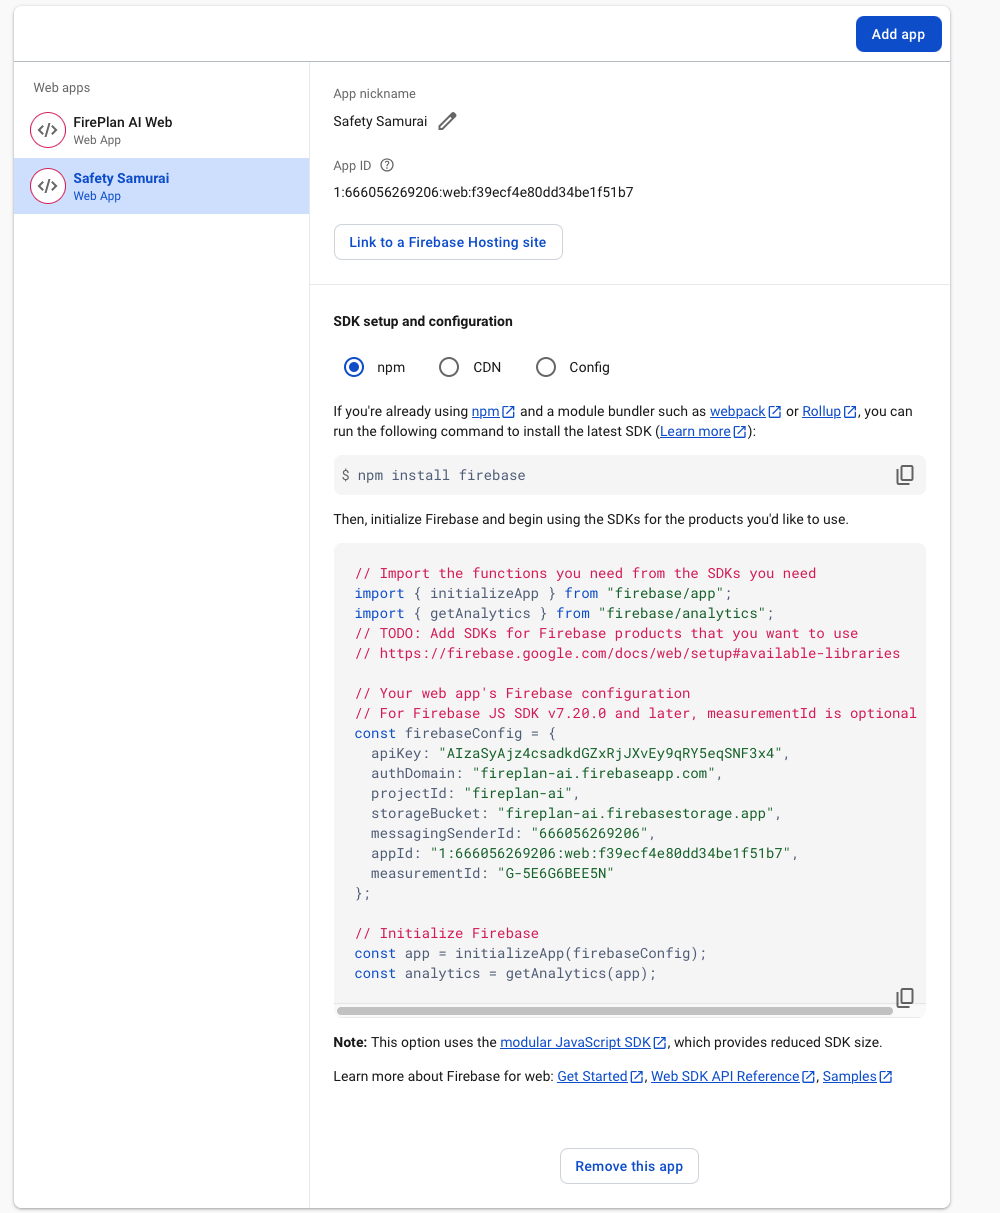 Add app
Web apps
FirePlan AI Web
Web App
Safety Samurai
Web App
App nickname
Safety Samurai
App ID
1:666056269206:web:f39ecf4e80dd34be1f51b7
Link to a Firebase Hosting site
SDK setup and configuration
npm CDN Config
If you're already using npm and a module bundler such as webpack or Rollup, you can
run the following command to install the latest SDK (Learn more):
$ npm install firebase
Then, initialize Firebase and begin using the SDKs for the products you'd like to use.
// Import the functions you need from the SDKs you need
import { initializeApp } from "firebase/app";
import { getAnalytics } from "firebase/analytics";
// TODO: Add SDKs for Firebase products that you want to use
// https://firebase.google.com/docs/web/setup#available-libraries
// Your web app's Firebase configuration
// For Firebase JS SDK v7.20.0 and later, measurementId is optional
const firebaseConfig = {
  apiKey: "AIzaSyAjz4csadkdGZxRjJXvEy9qRY5eqSNF3x4",
  authDomain: "fireplan-ai.firebaseapp.com",
  projectId: "fireplan-ai",
  storageBucket: "fireplan-ai.firebasestorage.app",
  messagingSenderId: "666056269206",
  appId: "1:666056269206:web:f39ecf4e80dd34be1f51b7",
  measurementId: "G-5E6G6BEE5N"
};
// Initialize Firebase
const app = initializeApp(firebaseConfig);
const analytics = getAnalytics(app);
Note: This option uses the modular JavaScript SDK, which provides reduced SDK size.
Learn more about Firebase for web: Get Started, Web SDK API Reference, Samples
Remove this app